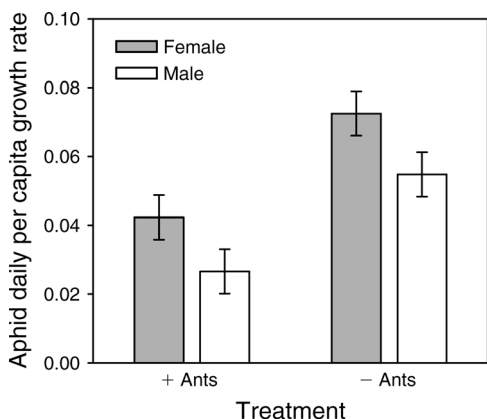 Aphid daily per capita growth rate
0.10
0.08
0.06
0.04
0.02
0.00
Female
Male
+ Ants
− Ants
Treatment